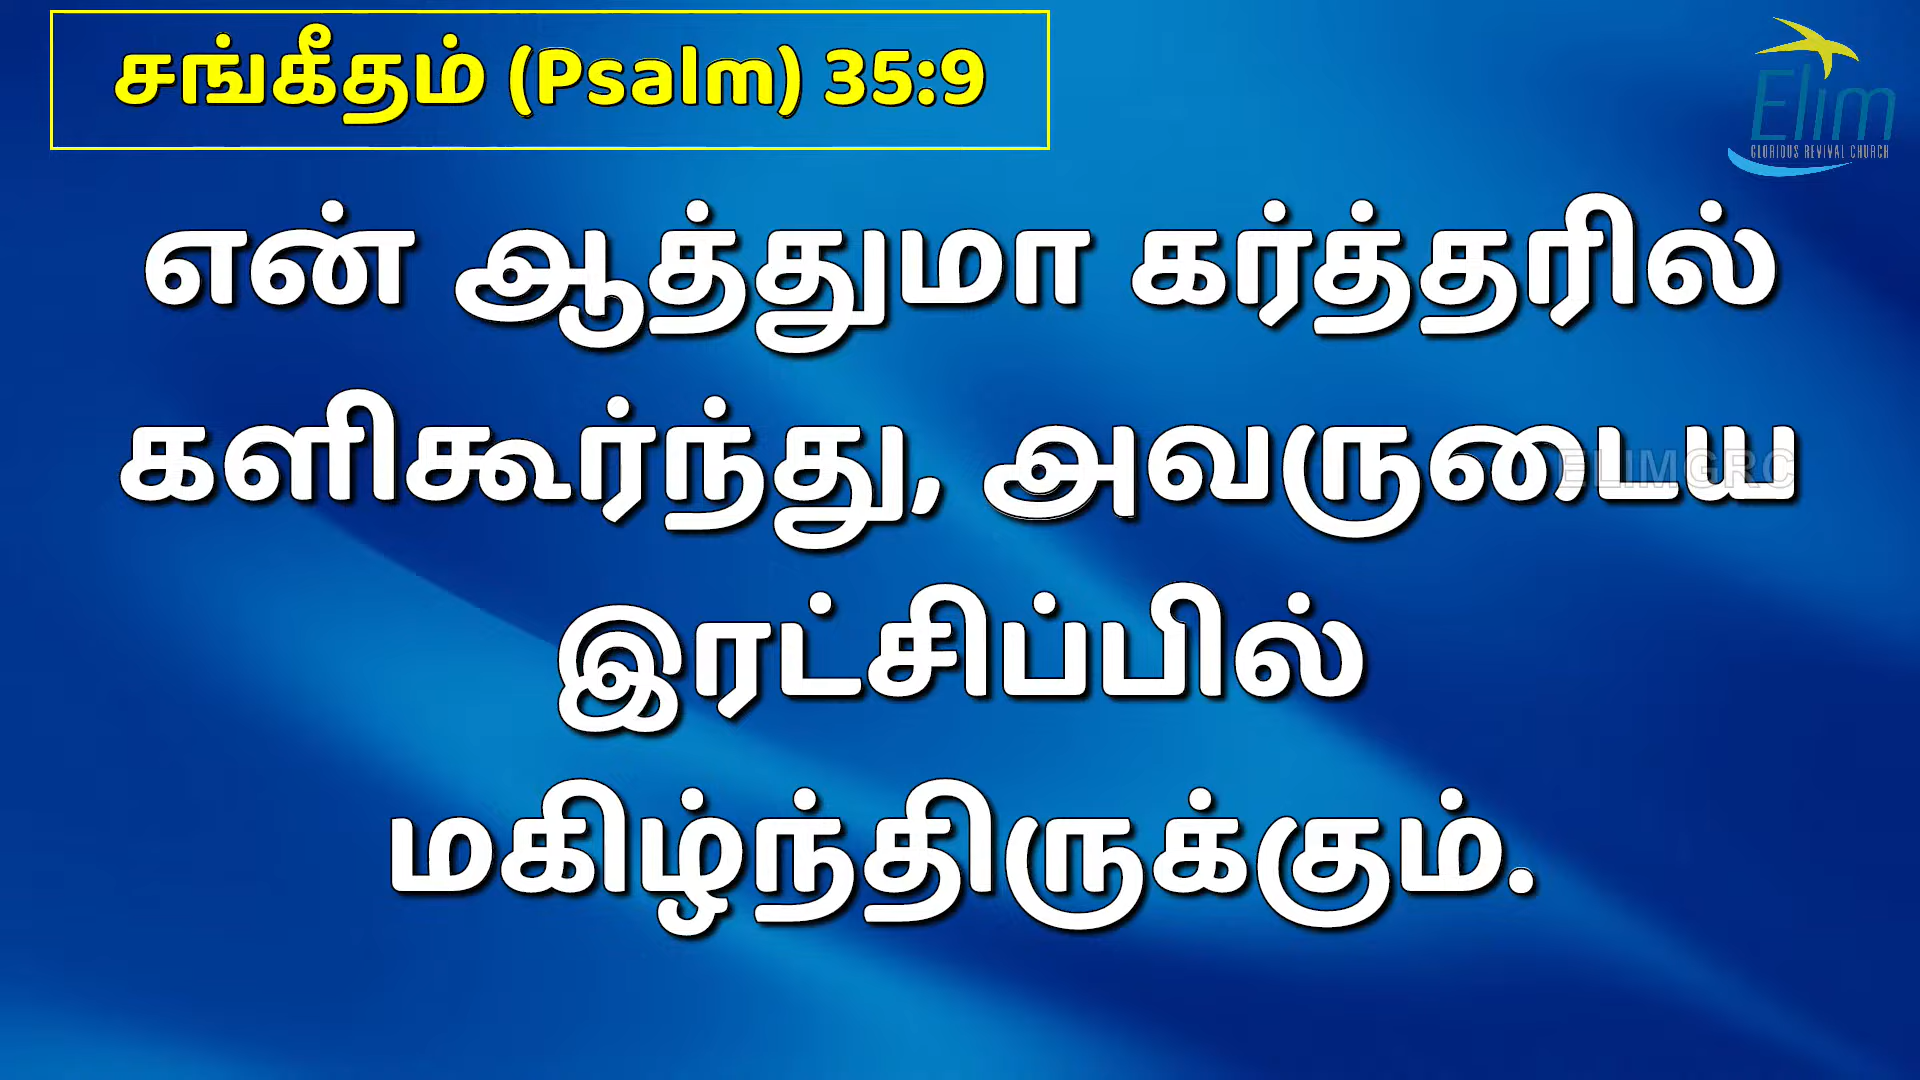 சங்கீதம் (Psalm) 35:9
Elim
GLORIOUS REVIVAL CHURCH
என் ஆத்துமா கர்த்தரில்
களிகூர்ந்து, அவருடைய
ELIMGRC
இரட்சிப்பில்
மகிழ்ந்திருக்கும்.